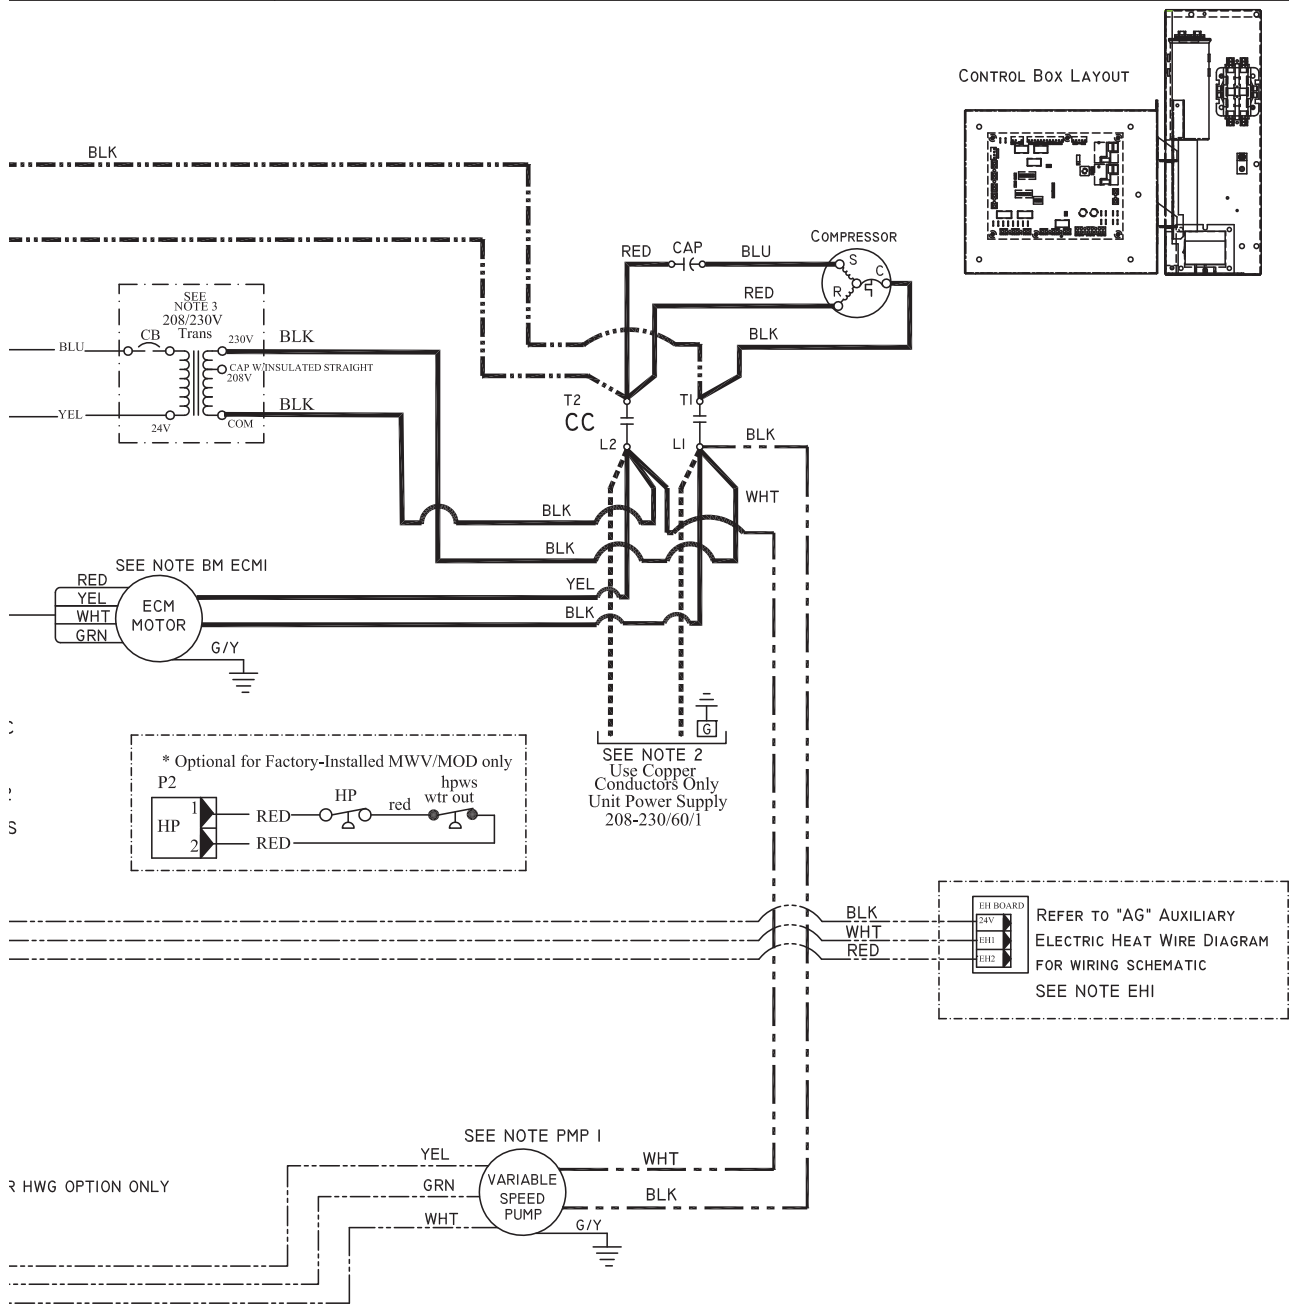 CONTROL BOX LAYOUT
BLK
COMPRESSOR
RED CAP BLU
S
C
R
RED
BLK
SEE
NOTE 3
208/230V
Trans
CB
230V
BLK
BLU
CAP W/INSULATED STRAIGHT
208V
BLK
YEL
24V
COM
T2
T1
CC
L2
L1
BLK
WHT
BLK
BLK
SEE NOTE BM ECM1
YEL
BLK
RED
YEL
WHT
GRN
ECM
MOTOR
G/Y
G
C
SEE NOTE 2
Use Copper
Conductors Only
Unit Power Supply
208-230/60/1
* Optional for Factory-Installed MWV/MOD only
P2
HP
1
2
RED
HP
red
hpws
wtr out
RED
S
BLK
WHT
RED
EH BOARD
24V
EH1
EH2
REFER TO "AG" AUXILIARY
ELECTRIC HEAT WIRE DIAGRAM
FOR WIRING SCHEMATIC
SEE NOTE EH1
SEE NOTE PMP 1
YEL
GRN
WHT
VARIABLE
SPEED
PUMP
WHT
BLK
G/Y
R HWG OPTION ONLY